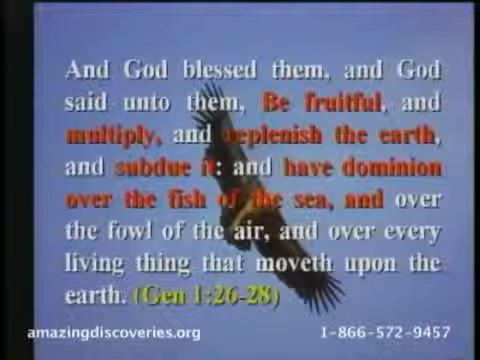 And God blessed them, and God
said unto them, Be fruitful, and
multiply, and replenish the earth,
and subdue it: and have dominion
over the fish of the sea, and over
the fowl of the air, and over every
living thing that moveth upon the
earth. (Gen 1:26-28)
amazingdiscoveries.org
1-866-572-9457